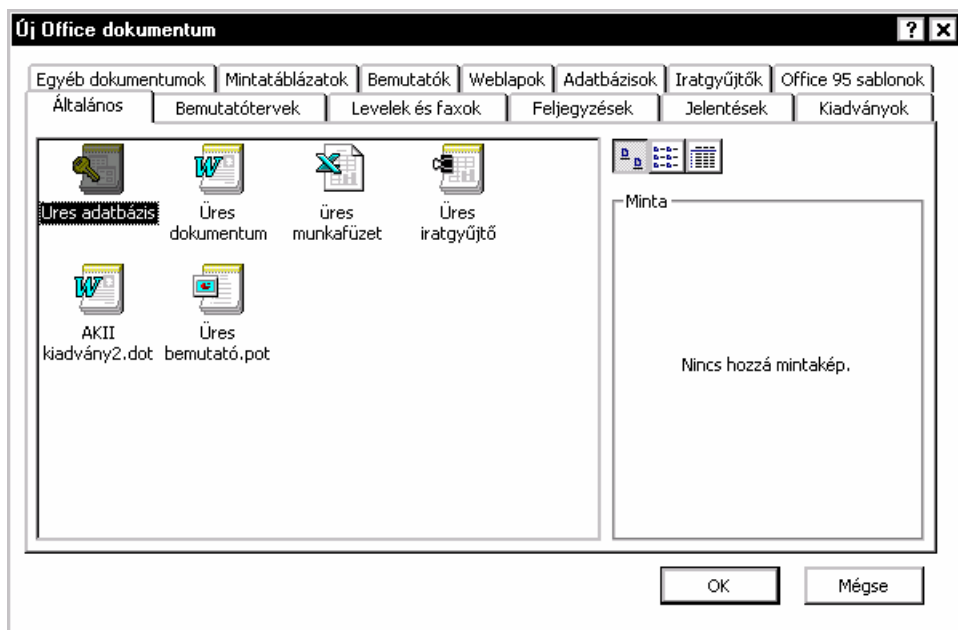 Új Office dokumentum
Egyéb dokumentumok Mintatáblázatok Bemutatók Weblapok Adatbázisok Iratgyűjtők Office 95 sablonok
Általános Bemutatótervek Levelek és faxok Feljegyzések Jelentések Kiadványok
Üres adatbázis
Üres
dokumentum
üres
munkafüzet
Üres
iratgyűjtő
AKII
kiadvány2.dot
Üres
bemutató.pot
Minta
Nincs hozzá mintakép.
OK Mégse